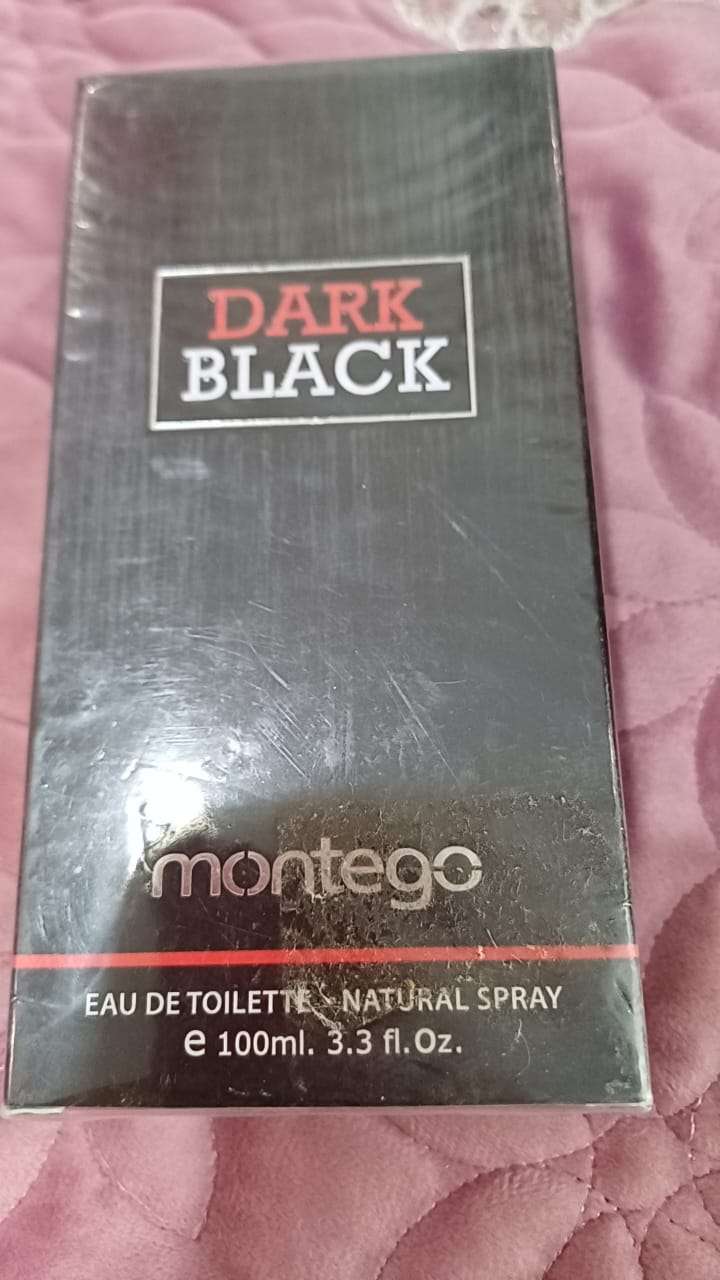 DARK
BLACK
montego
EAU DE TOILETTE - NATURAL SPRAY
e 100ml. 3.3 fl.Oz.